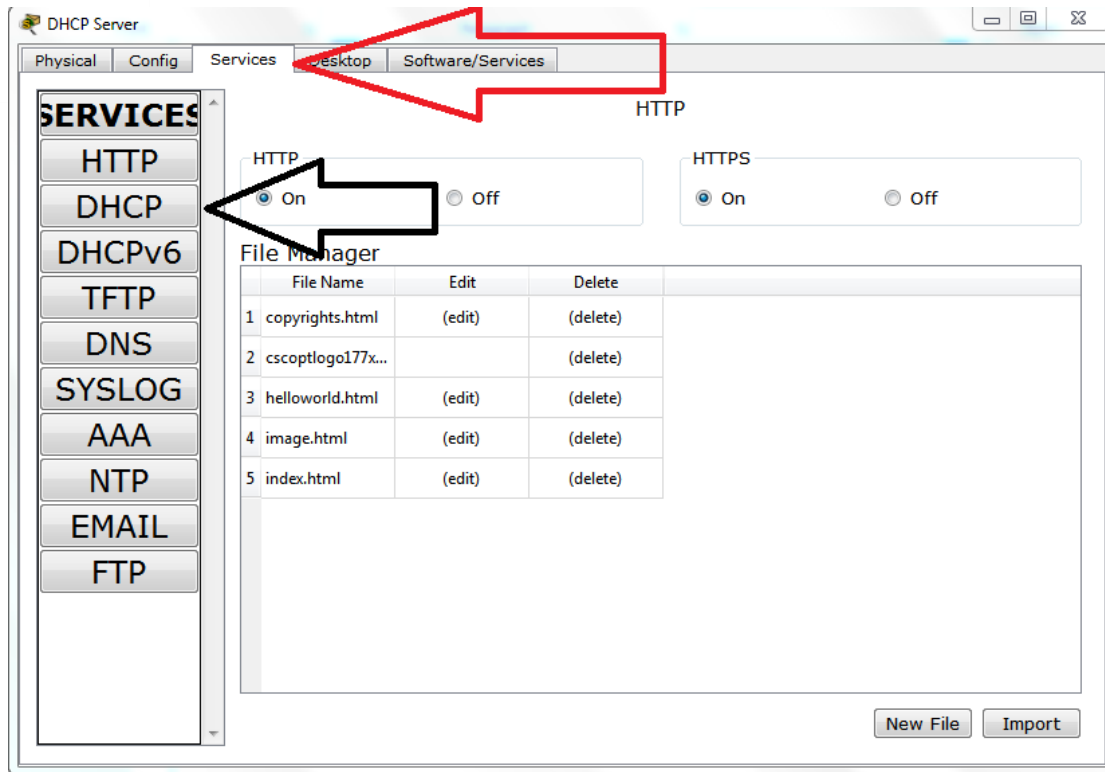 DHCP Server
Physical Config Services Desktop Software/Services
SERVICES
HTTP
DHCP
DHCPv6
TFTP
DNS
SYSLOG
AAA
NTP
EMAIL
FTP
HTTP
HTTP
On Off
HTTPS
On Off
File Manager
File Name Edit Delete
1 copyrights.html (edit) (delete)
2 cscoptlogo177x... (delete)
3 helloworld.html (edit) (delete)
4 image.html (edit) (delete)
5 index.html (edit) (delete)
New File Import